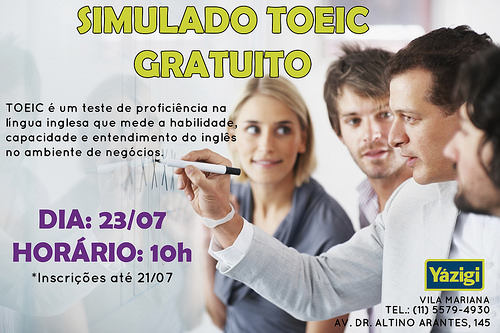 SIMULADO TOEIC
GRATUITO
TOEIC é um teste de proficiência na
língua inglesa que mede a habilidade,
capacidade e entendimento do inglês
no ambiente de negócios.
DIA: 23/07
HORÁRIO: 10h
*Inscrições até 21/07
Yázigi
VILA MARIANA
TEL.: (11) 5579-4930
AV. DR. ALTINO ARANTES, 145